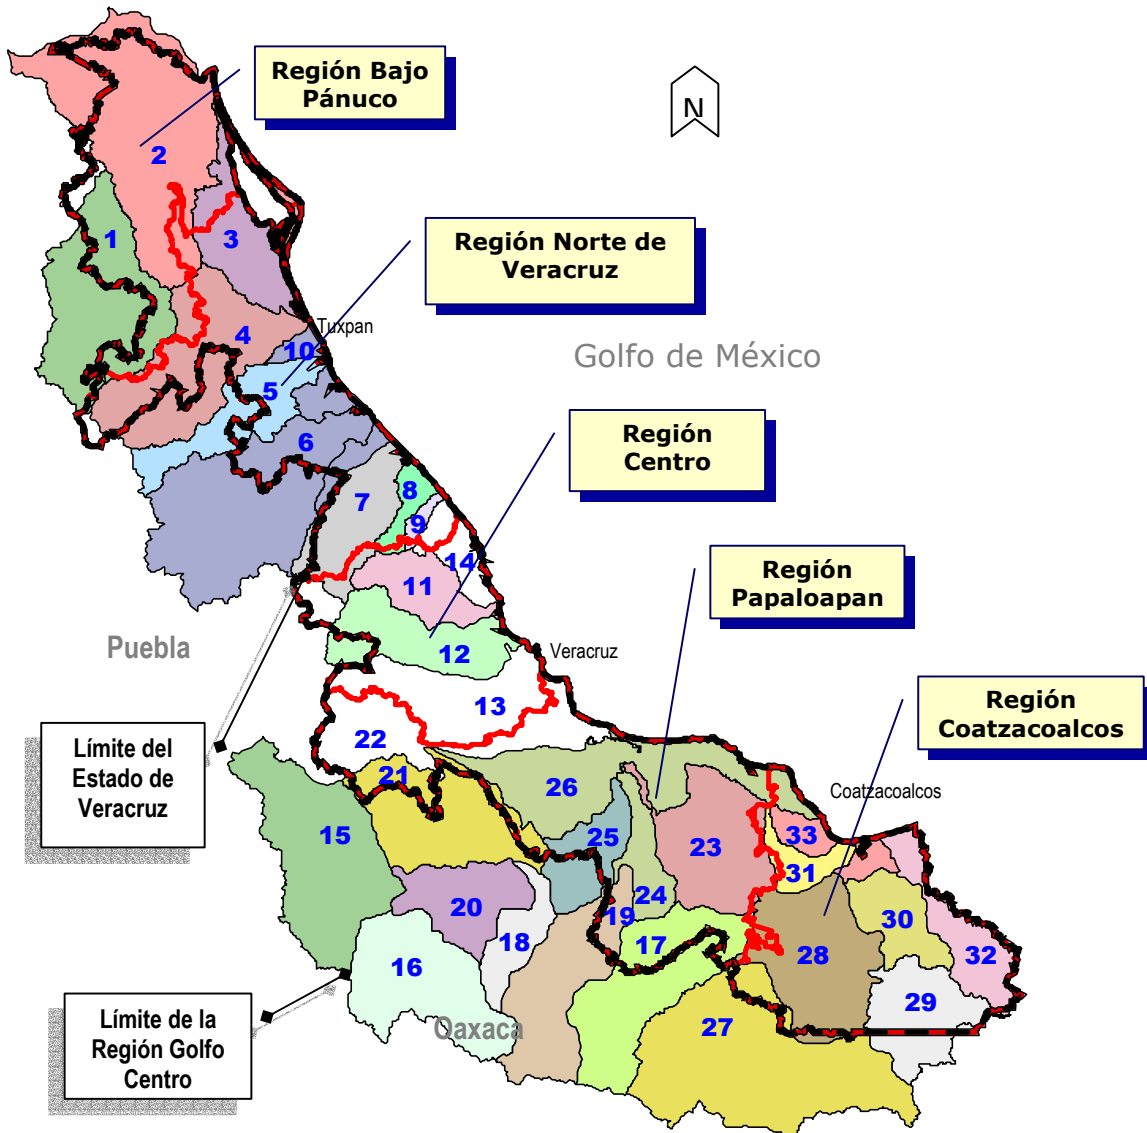 Región Bajo
Pánuco
N
2
1
3
Región Norte de
Veracruz
4
Tuxpan
10
Golfo de México
5
6
Región
Centro
7
8
9
14
11
Región
Papaloapan
Puebla
12
Veracruz
13
Región
Coatzacoalcos
Límite del
Estado de
Veracruz
22
21
26
Coatzacoalcos
15
25
23
33
31
20
24
19
18
17
30
16
28
32
29
27
Límite de la
Región Golfo
Centro
Oaxaca